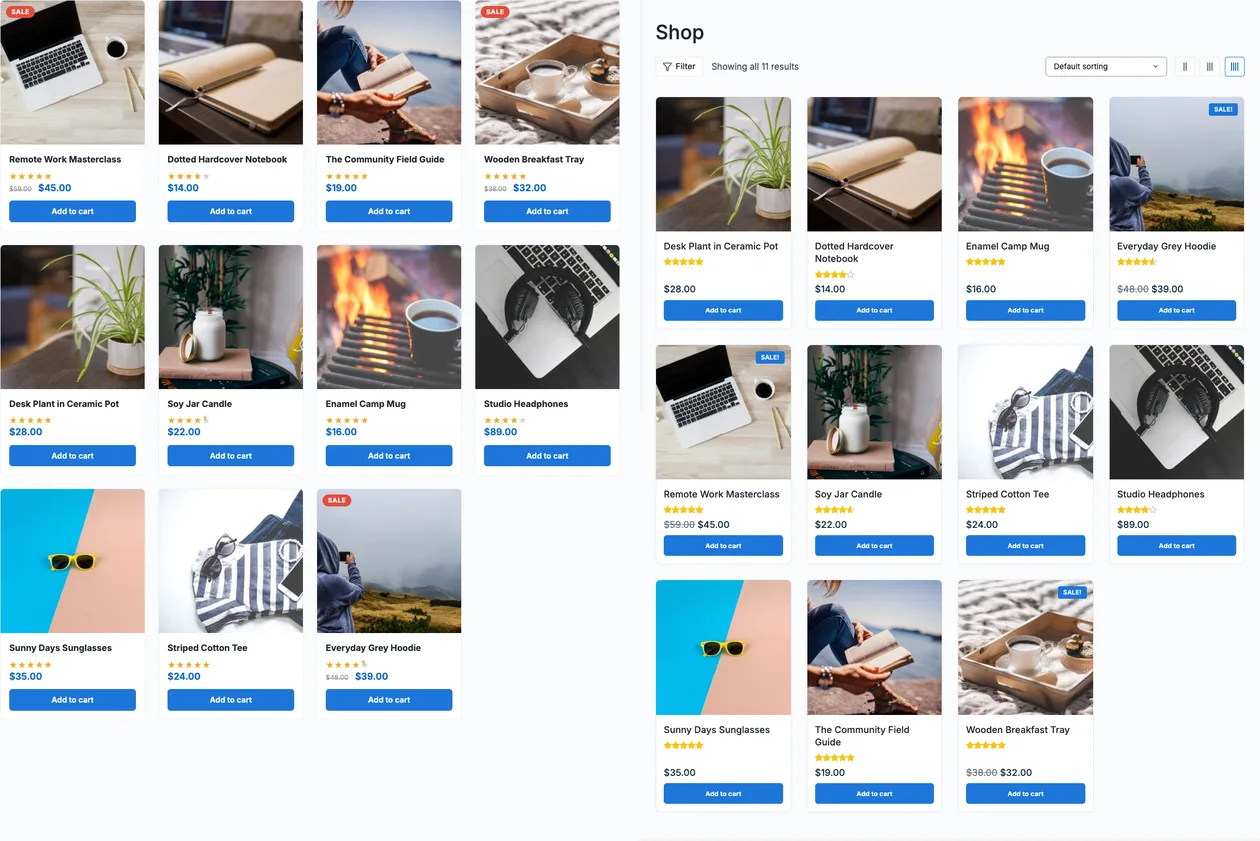 SALE
Remote Work Masterclass
$59.00 $45.00
Add to cart
Dotted Hardcover Notebook
$14.00
Add to cart
The Community Field Guide
$19.00
Add to cart
SALE
Wooden Breakfast Tray
$38.00 $32.00
Add to cart
Desk Plant in Ceramic Pot
$28.00
Add to cart
Soy Jar Candle
$22.00
Add to cart
Enamel Camp Mug
$16.00
Add to cart
Studio Headphones
$89.00
Add to cart
Sunny Days Sunglasses
$35.00
Add to cart
Striped Cotton Tee
$24.00
Add to cart
SALE
Everyday Grey Hoodie
$48.00 $39.00
Add to cart
Shop
Filter
Showing all 11 results
Default sorting
Desk Plant in Ceramic Pot
$28.00
Add to cart
Dotted Hardcover
Notebook
$14.00
Add to cart
Enamel Camp Mug
$16.00
Add to cart
SALE!
Everyday Grey Hoodie
$48.00 $39.00
Add to cart
SALE!
Remote Work Masterclass
$59.00 $45.00
Add to cart
Soy Jar Candle
$22.00
Add to cart
Striped Cotton Tee
$24.00
Add to cart
Studio Headphones
$89.00
Add to cart
Sunny Days Sunglasses
$35.00
Add to cart
The Community Field
Guide
$19.00
Add to cart
SALE!
Wooden Breakfast Tray
$38.00 $32.00
Add to cart